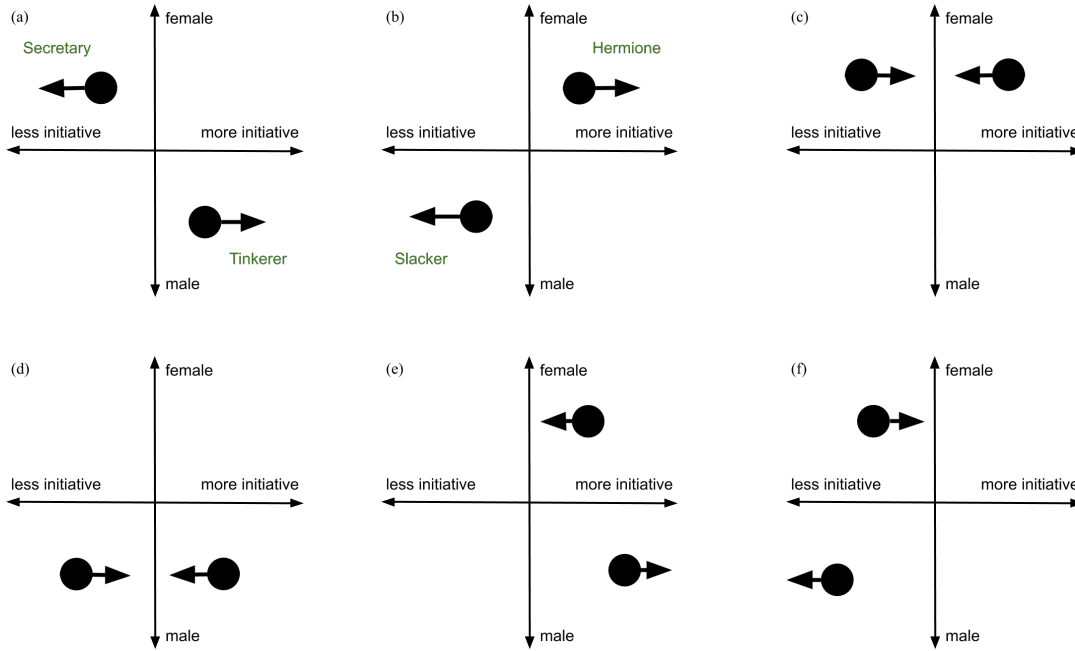 (a)
female
Secretary
less initiative
more initiative
Tinkerer
male
(b)
female
Hermione
less initiative
more initiative
Slacker
male
(c)
female
less initiative
more initiative
male
(d)
female
less initiative
more initiative
male
(e)
female
less initiative
more initiative
male
(f)
female
less initiative
more initiative
male